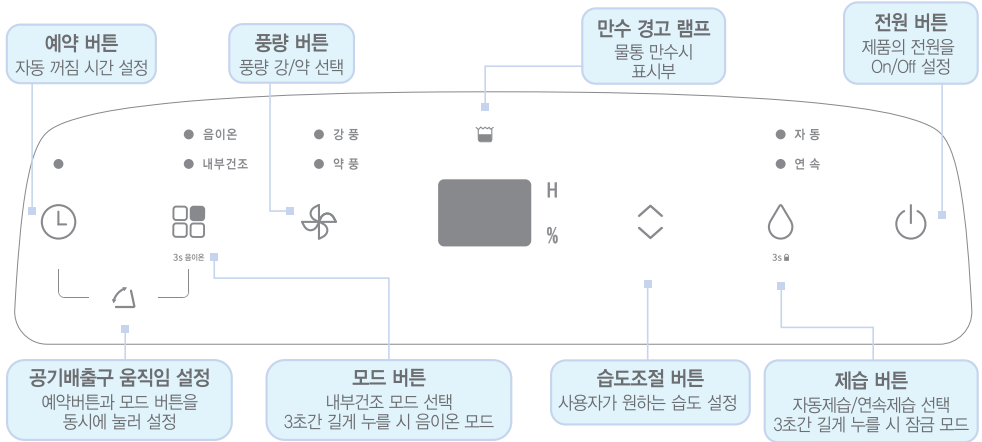 예약 버튼
자동 꺼짐 시간 설정
풍량 버튼
풍량 강/약 선택
만수 경고 램프
물통 만수시
표시부
전원 버튼
제품의 전원을
On/Off 설정
음이온
내부건조
강 풍
약 풍
자 동
연 속
H
%
3s 음이온
3s
공기배출구 움직임 설정
예약버튼과 모드 버튼을
동시에 눌러 설정
모드 버튼
내부건조 모드 선택
3초간 길게 누를 시 음이온 모드
습도조절 버튼
사용자가 원하는 습도 설정
제습 버튼
자동제습/연속제습 선택
3초간 길게 누를 시 잠금 모드